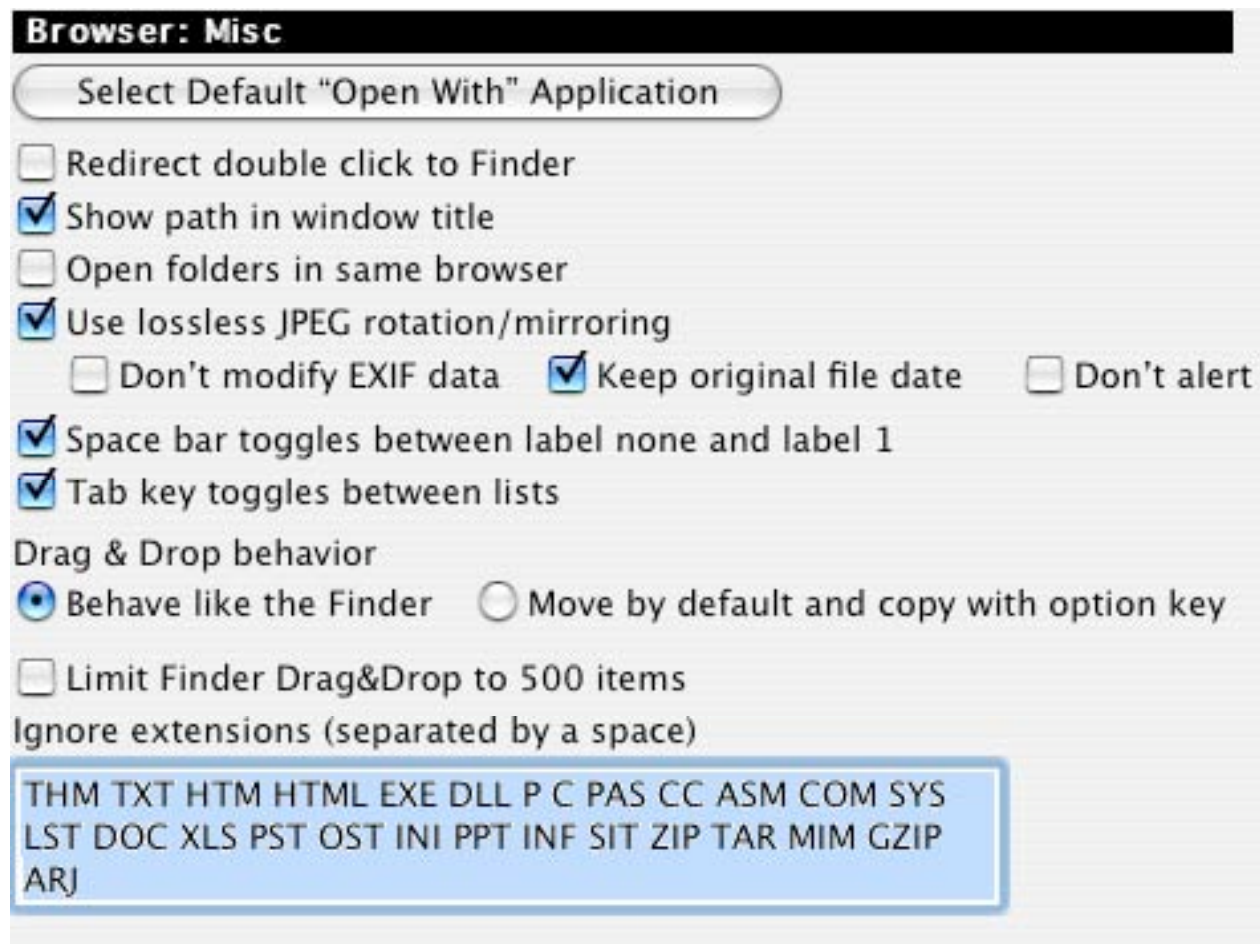 Browser: Misc
Select Default “Open With” Application
Redirect double click to Finder
Show path in window title
Open folders in same browser
Use lossless JPEG rotation/mirroring
Don't modify EXIF data Keep original file date Don’t alert
Space bar toggles between label none and label 1
Tab key toggles between lists
Drag & Drop behavior
Behave like the Finder Move by default and copy with option key
Limit Finder Drag&Drop to 500 items
Ignore extensions (separated by a space)
THM TXT HTM HTML EXE DLL P C PAS CC ASM COM SYS
LST DOC XLS PST OST INI PPT INF SIT ZIP TAR MIM GZIP
ARJ